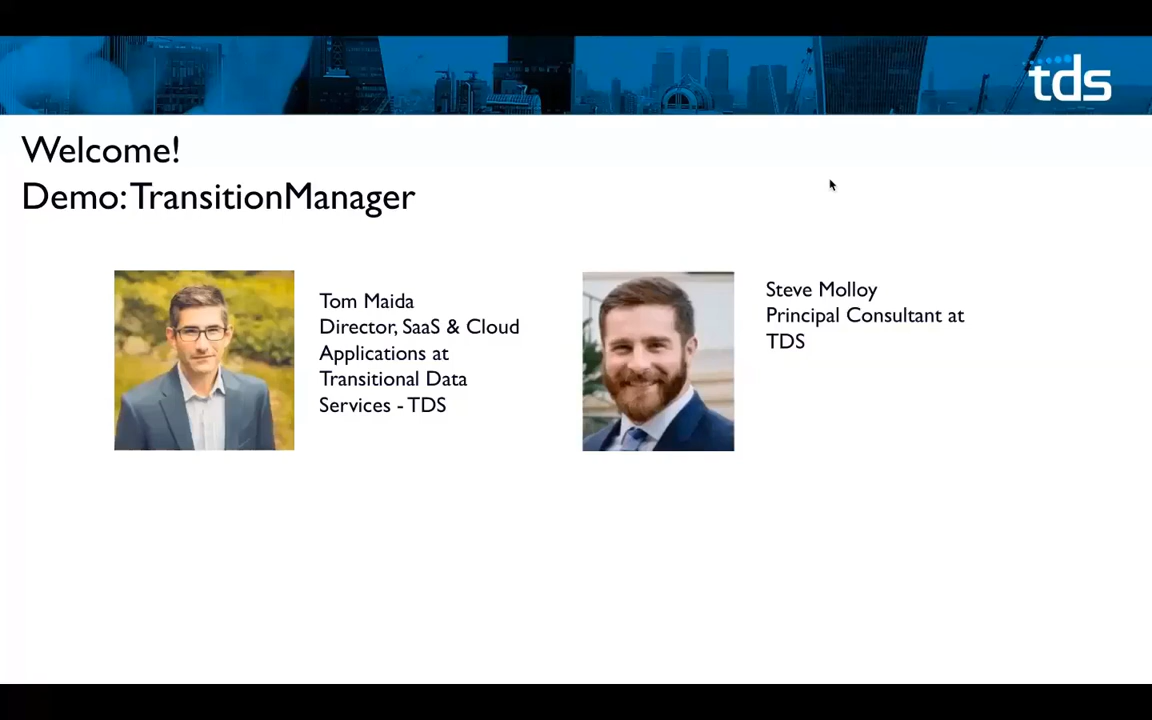 tds
Welcome!
Demo: TransitionManager
Tom Maida
Director, SaaS & Cloud
Applications at
Transitional Data
Services - TDS
Steve Molloy
Principal Consultant at
TDS